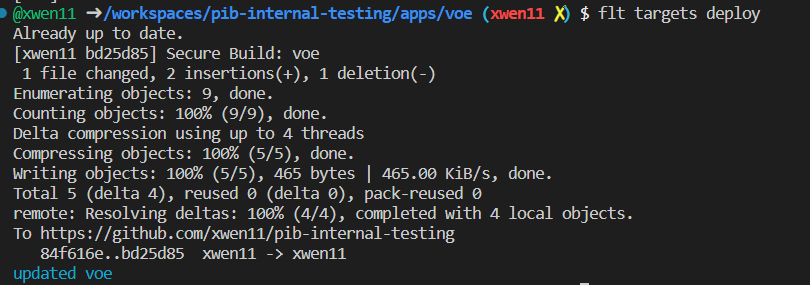 @xwen11 ➜/workspaces/pib-internal-testing/apps/voe (xwen11 ✗) $ flt targets deploy
Already up to date.
[xwen11 bd25d85] Secure Build: voe
 1 file changed, 2 insertions(+), 1 deletion(-)
Enumerating objects: 9, done.
Counting objects: 100% (9/9), done.
Delta compression using up to 4 threads
Compressing objects: 100% (5/5), done.
Writing objects: 100% (5/5), 465 bytes | 465.00 KiB/s, done.
Total 5 (delta 4), reused 0 (delta 0), pack-reused 0
remote: Resolving deltas: 100% (4/4), completed with 4 local objects.
To https://github.com/xwen11/pib-internal-testing
   84f616e..bd25d85  xwen11 -> xwen11
updated voe